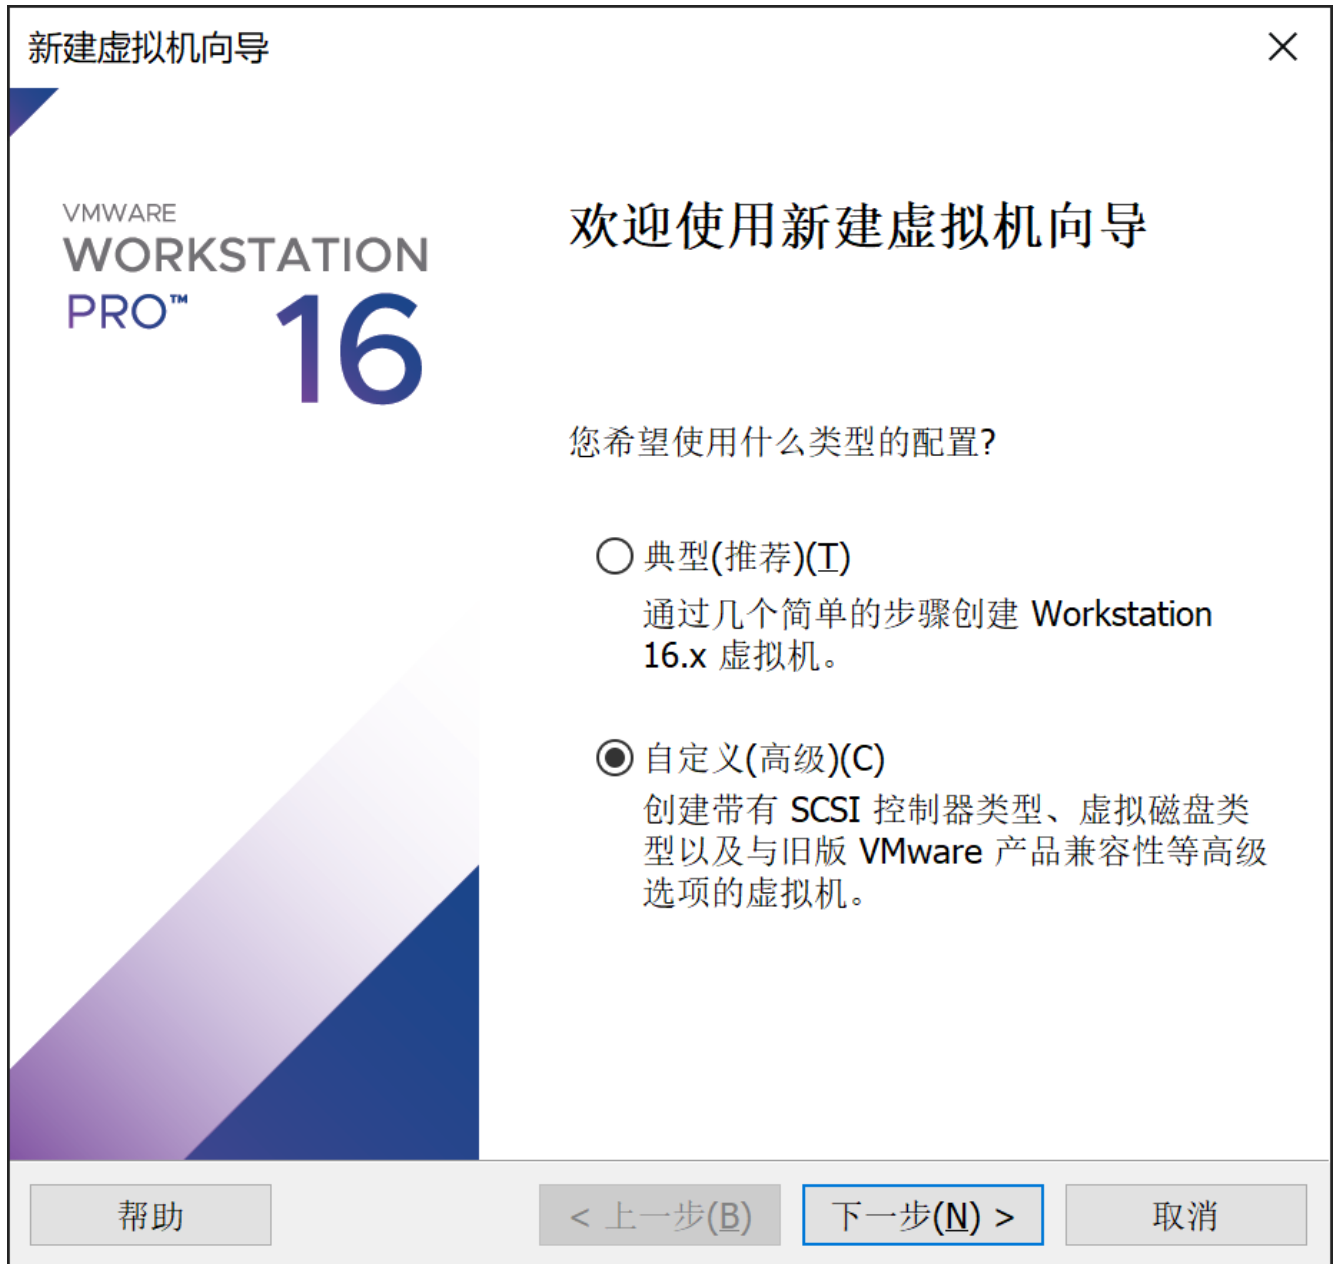 新建虚拟机向导
VMWARE
WORKSTATION
PRO™ 16
欢迎使用新建虚拟机向导
您希望使用什么类型的配置?
典型(推荐)(T)
通过几个简单的步骤创建 Workstation
16.x 虚拟机。
自定义(高级)(C)
创建带有 SCSI 控制器类型、虚拟磁盘类
型以及与旧版 VMware 产品兼容性等高级
选项的虚拟机。
帮助
< 上一步(B)
下一步(N) >
取消